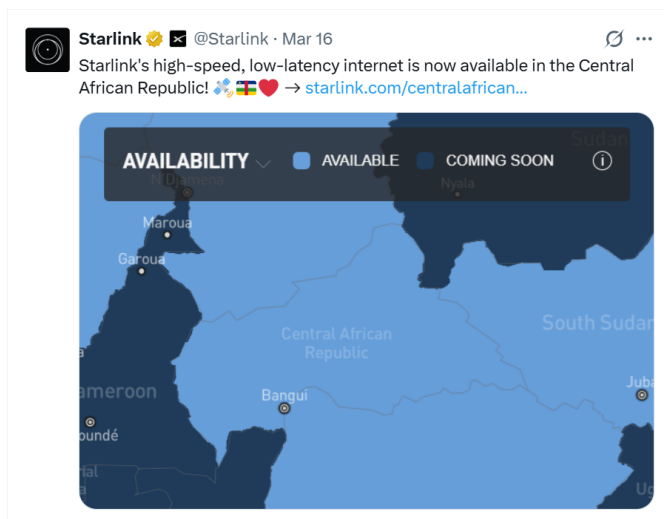 Starlink @Starlink · Mar 16
Starlink's high-speed, low-latency internet is now available in the Central
African Republic! 🛰️🇨🇫❤️ → starlink.com/centralafrican...
AVAILABILITY AVAILABLE COMING SOON
Sudan
N'Djamena
Nyala
Maroua
Garoua
South Sudan
Central African
Republic
Juba
ameroon
Bangui
oundé
ial
a
Ug